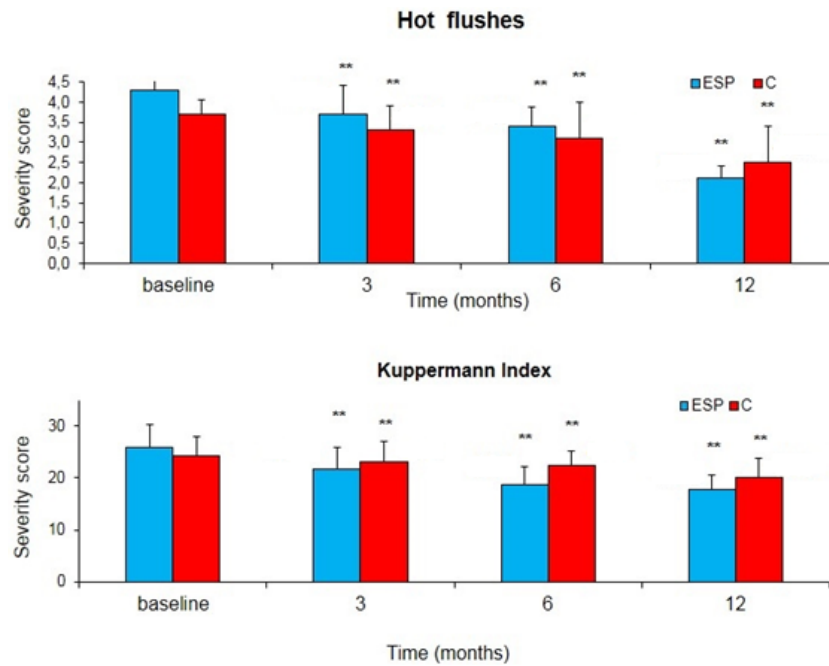 Hot flushes
** ** ** ** ESP C
** **
4,5
4,0
3,5
3,0
2,5
2,0
1,5
1,0
0,5
0,0
Severity score
baseline 3 6 12
Time (months)
Kuppermann Index
ESP C
** ** ** ** ** **
30
20
10
0
Severity score
baseline 3 6 12
Time (months)